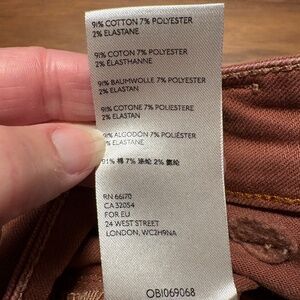 91% COTTON 7% POLYESTER
2% ELASTANE
91% COTON 7% POLYESTER
2% ÉLASTHANNE
91% BAUMWOLLE 7% POLYESTER
2% ELASTAN
91% COTONE 7% POLIESTERE
2% ELASTAN
91% ALGODÓN 7% POLIÉSTER
2% ELASTANE
91% 棉 7% 涤纶 2% 氨纶
RN 66170
CA 32054
FOR EU
24 WEST STREET
LONDON, WC2H9NA
OB1069068